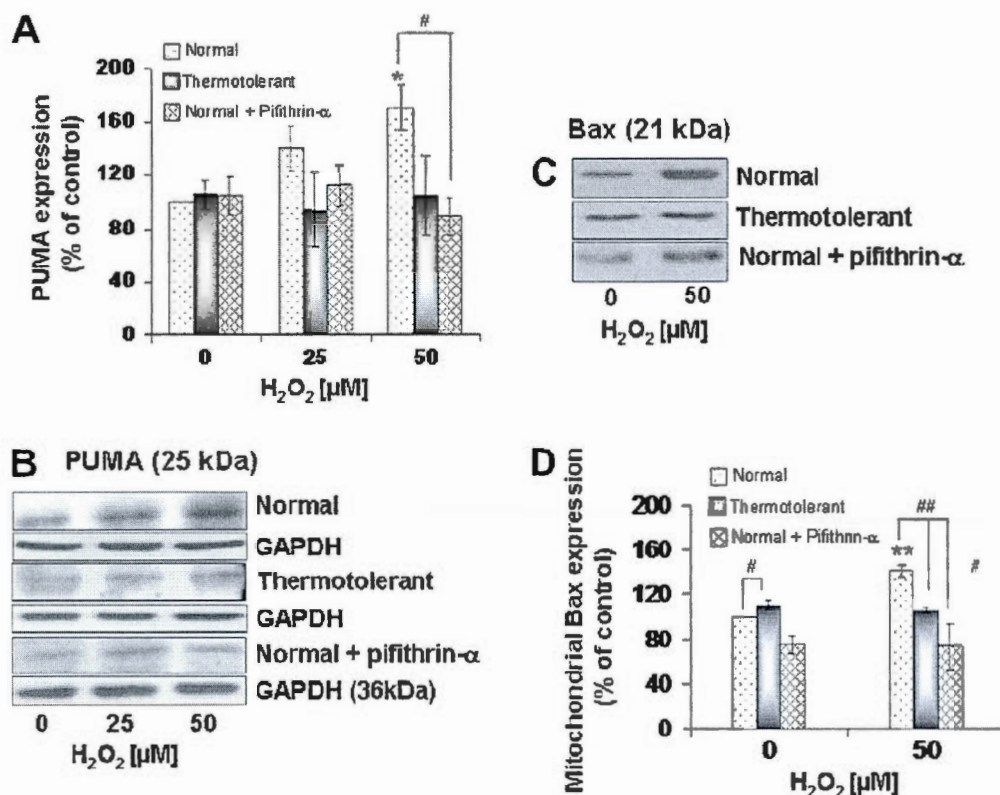 A
#
Normal
Thermotolerant
Normal + Pifithrin-α
*
200
160
120
80
40
0
PUMA expression
(% of control)
0 25 50
H₂O₂ [µM]
B PUMA (25 kDa)
Normal
GAPDH
Thermotolerant
GAPDH
Normal + pifithrin-α
GAPDH (36kDa)
0 25 50
H₂O₂ [µM]
C
Bax (21 kDa)
Normal
Thermotolerant
Normal + pifithrin-α
0 50
H₂O₂ [µM]
D
Normal
Thermotolerant
Normal + Pifithrin-α
#
##
**
#
200
160
120
80
40
0
Mitochondrial Bax expression
(% of control)
0 50
H₂O₂ [µM]